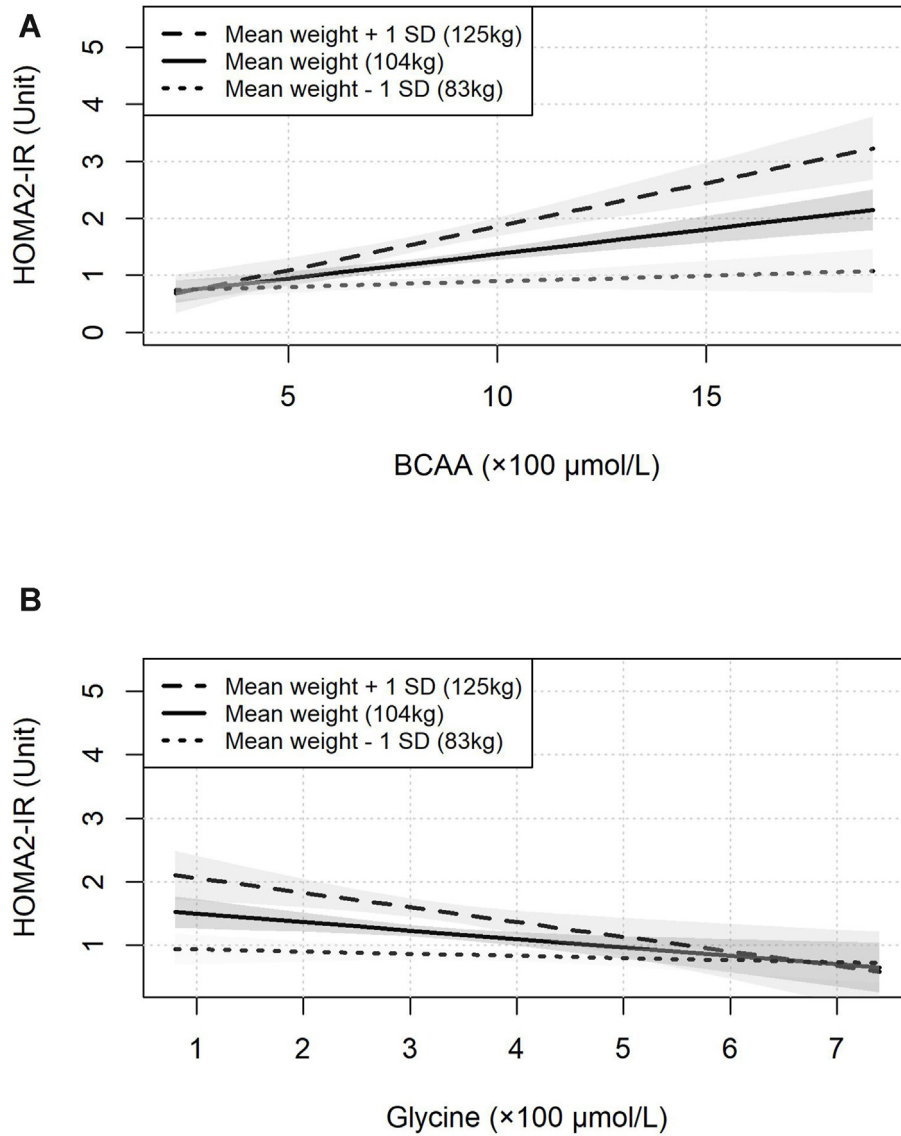 A
Mean weight + 1 SD (125kg)
Mean weight (104kg)
Mean weight - 1 SD (83kg)
HOMA2-IR (Unit)
5
4
3
2
1
0
5 10 15
BCAA (×100 µmol/L)
B
Mean weight + 1 SD (125kg)
Mean weight (104kg)
Mean weight - 1 SD (83kg)
HOMA2-IR (Unit)
5
4
3
2
1
1 2 3 4 5 6 7
Glycine (×100 µmol/L)